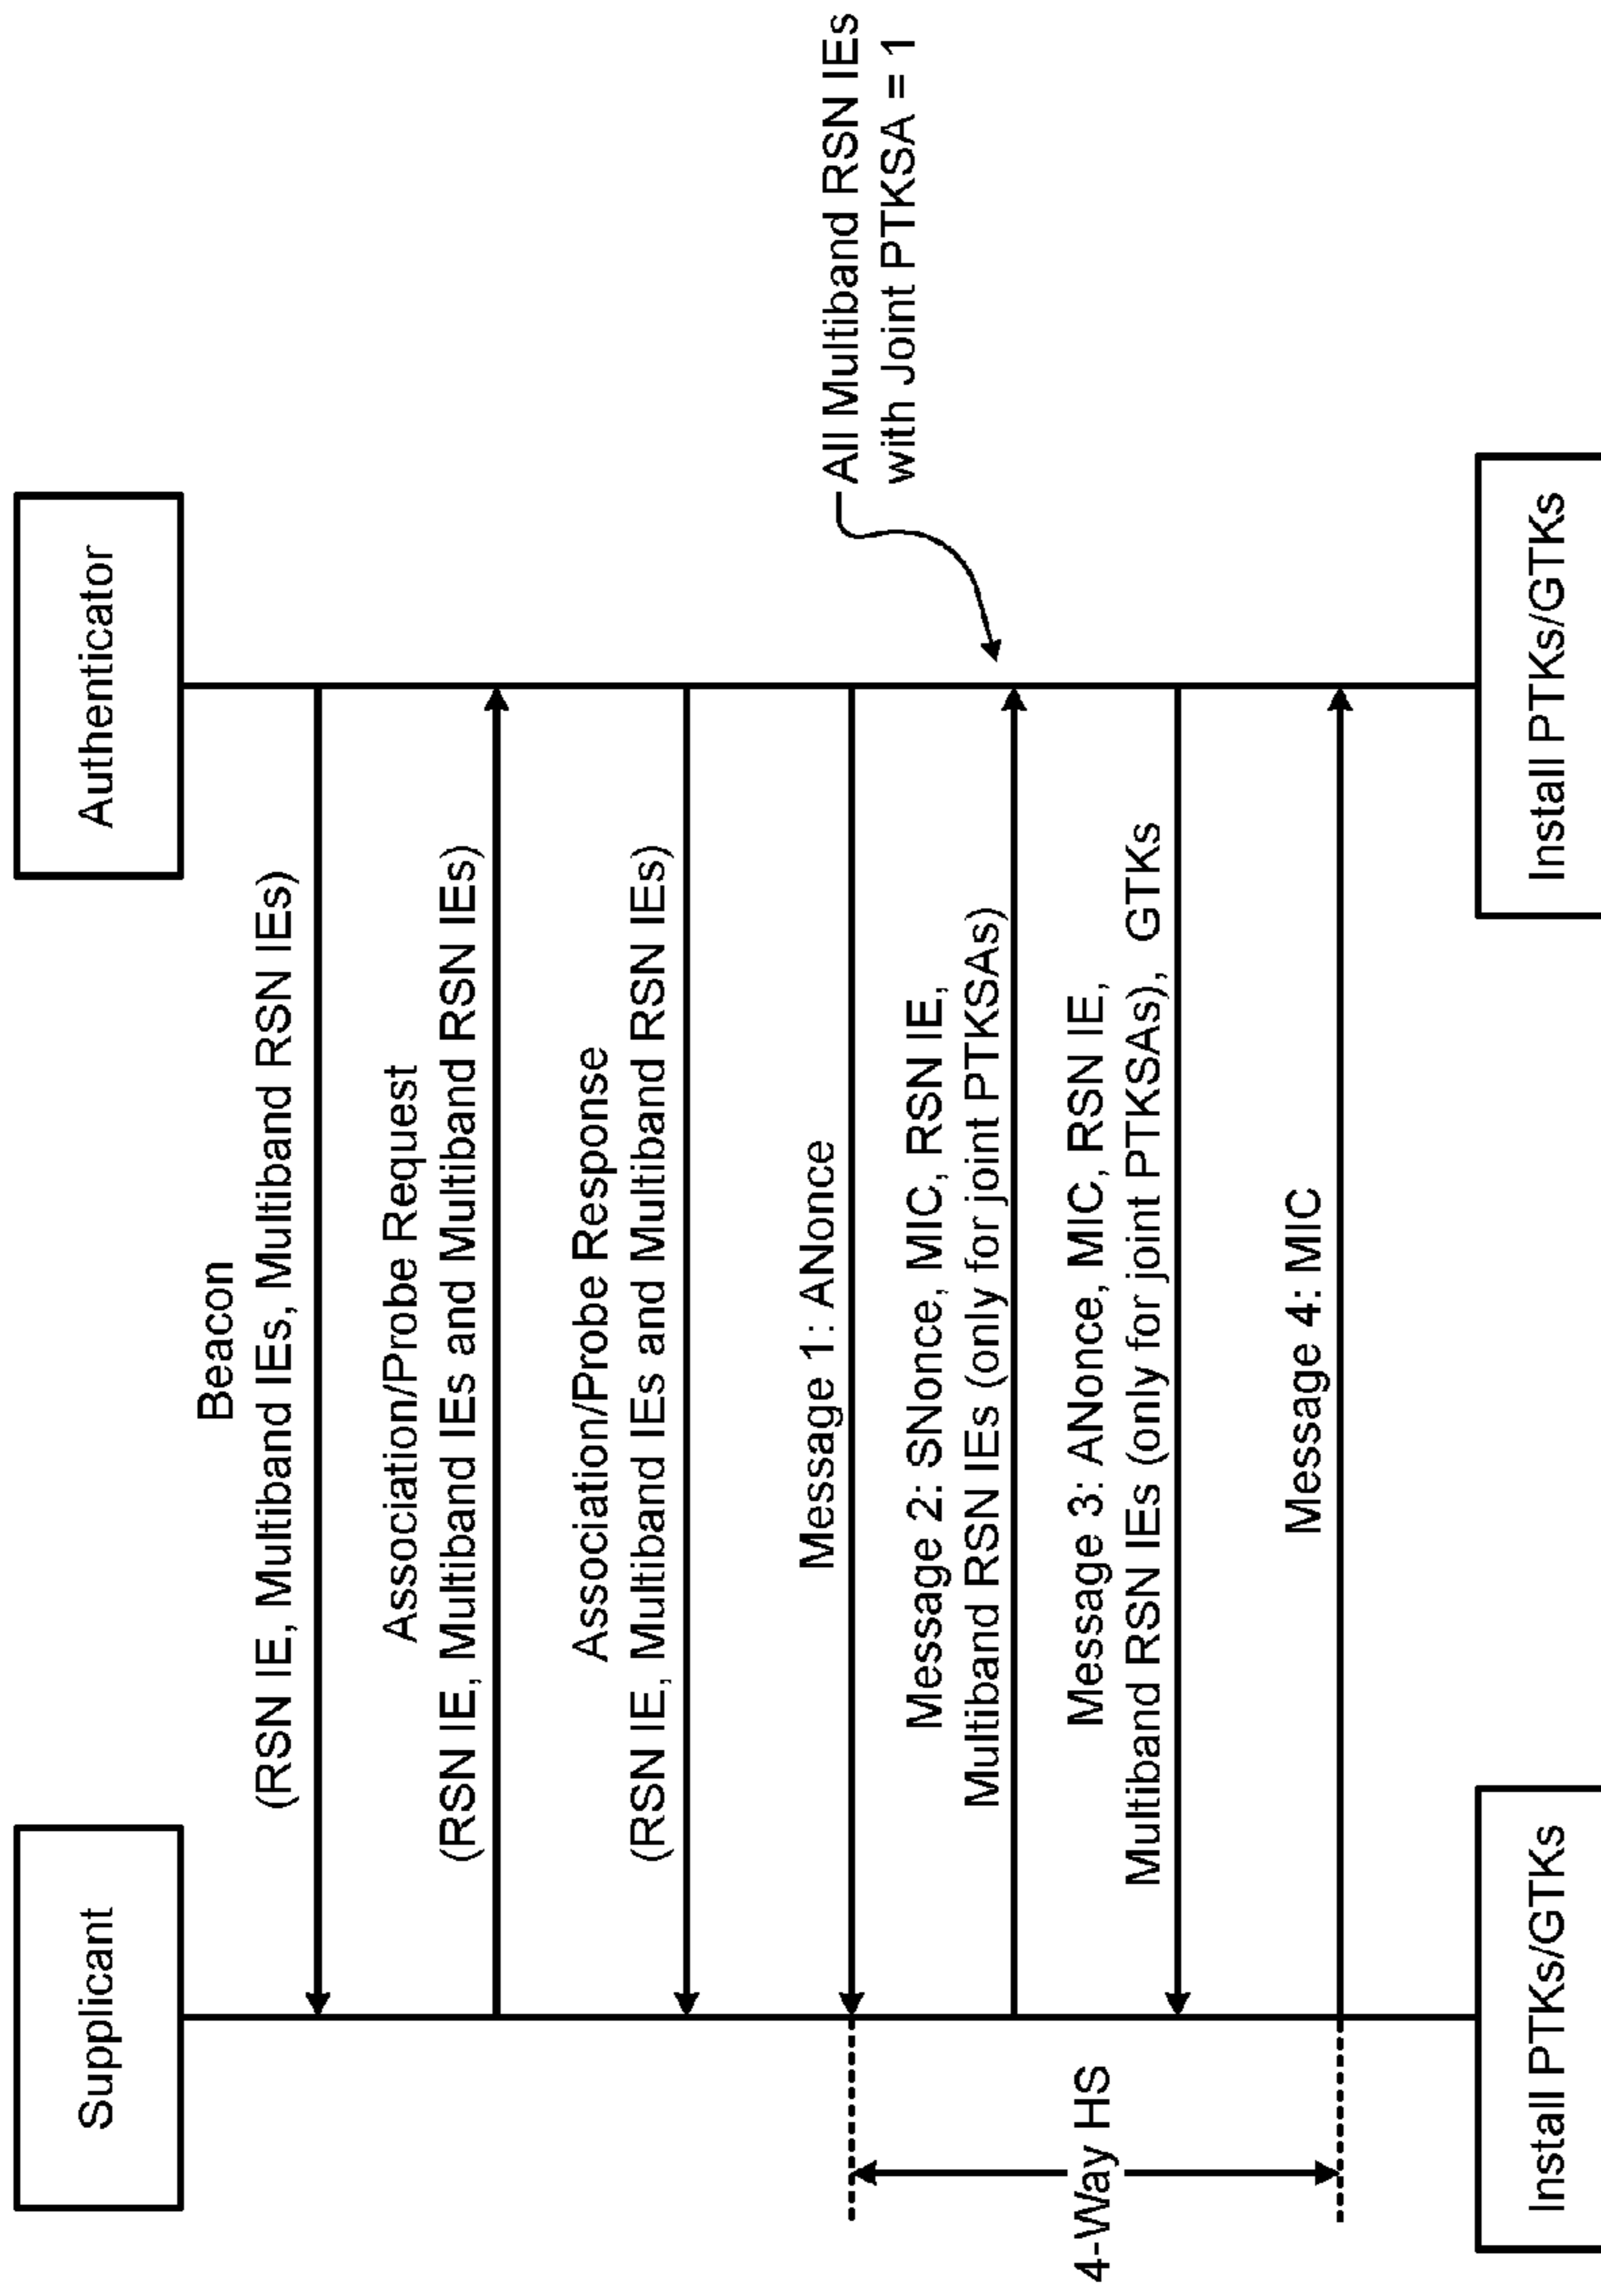 Supplicant
Authenticator
Beacon
(RSN IE, Multiband IEs, Multiband RSN IEs)
Association/Probe Request
(RSN IE, Multiband IEs and Multiband RSN IEs)
Association/Probe Response
(RSN IE, Multiband IEs and Multiband RSN IEs)
Message 1: ANonce
All Multiband RSN IEs
with Joint PTKSA = 1
Message 2: SNonce, MIC, RSN IE,
Multiband RSN IEs (only for joint PTKSAs)
4-Way HS
Message 3: ANonce, MIC, RSN IE,
Multiband RSN IEs (only for joint PTKSAs), GTKs
Message 4: MIC
Install PTKs/GTKs
Install PTKs/GTKs